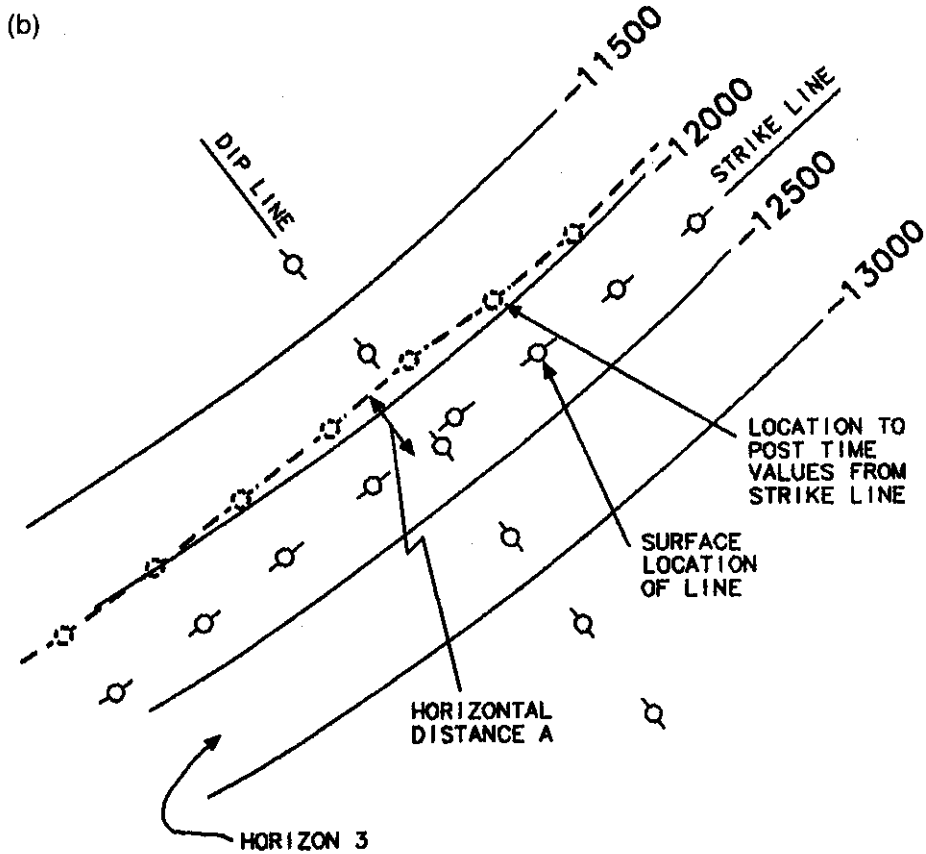 (b)
-11500
-12000
STRIKE LINE
-12500
-13000
DIP LINE
LOCATION TO
POST TIME
VALUES FROM
STRIKE LINE
SURFACE
LOCATION
OF LINE
HORIZONTAL
DISTANCE A
HORIZON 3